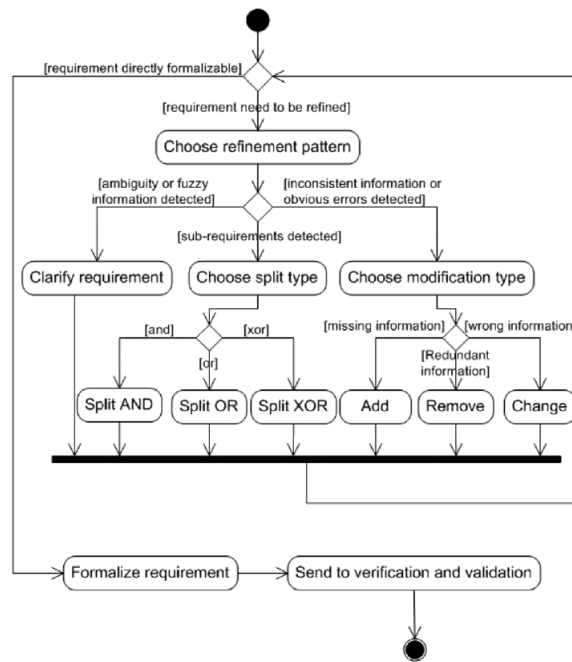 [requirement directly formalizable]
[requirement need to be refined]
Choose refinement pattern
[ambiguity or fuzzy
information detected]
[inconsistent information or
obvious errors detected]
[sub-requirements detected]
Clarify requirement
Choose split type
Choose modification type
[and]
[or]
[xor]
[missing information]
[Redundant
information]
[wrong information
Split AND
Split OR
Split XOR
Add
Remove
Change
Formalize requirement
Send to verification and validation